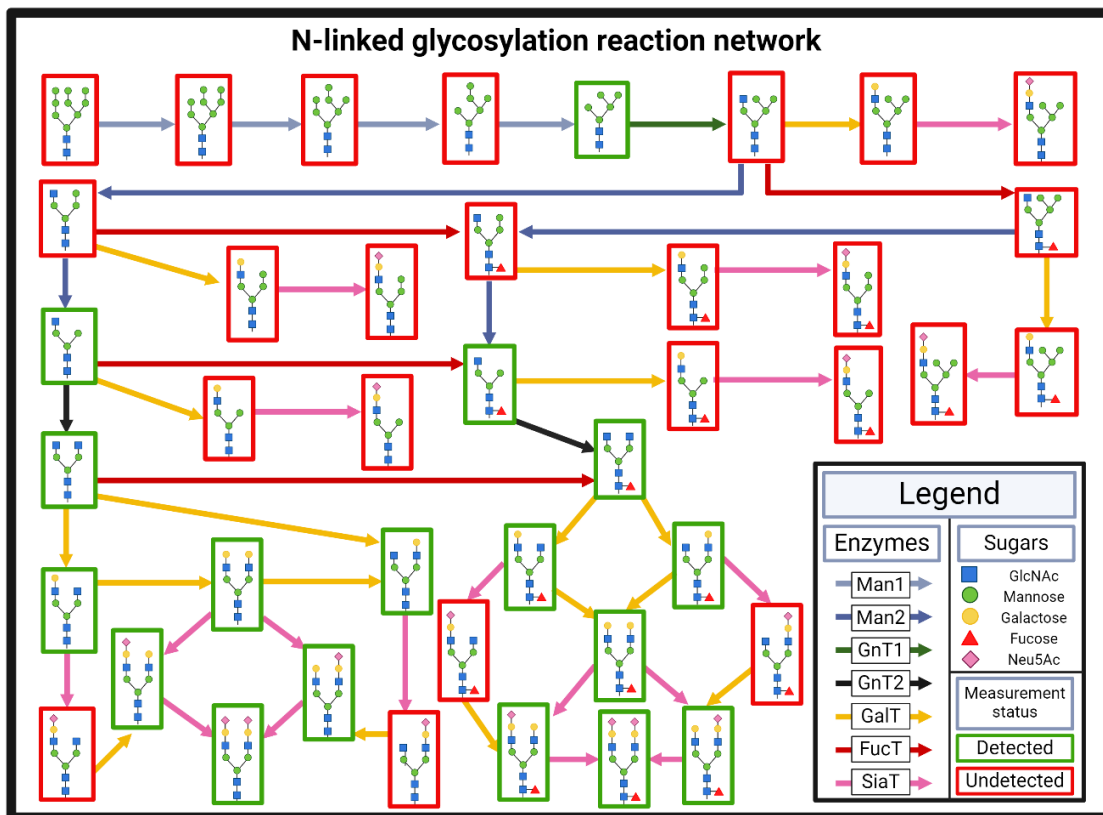 N-linked glycosylation reaction network
Legend
Enzymes
Sugars
Man1
Man2
GnT1
GnT2
GalT
FucT
SiaT
GlcNAc
Mannose
Galactose
Fucose
Neu5Ac
Measurement
status
Detected
Undetected